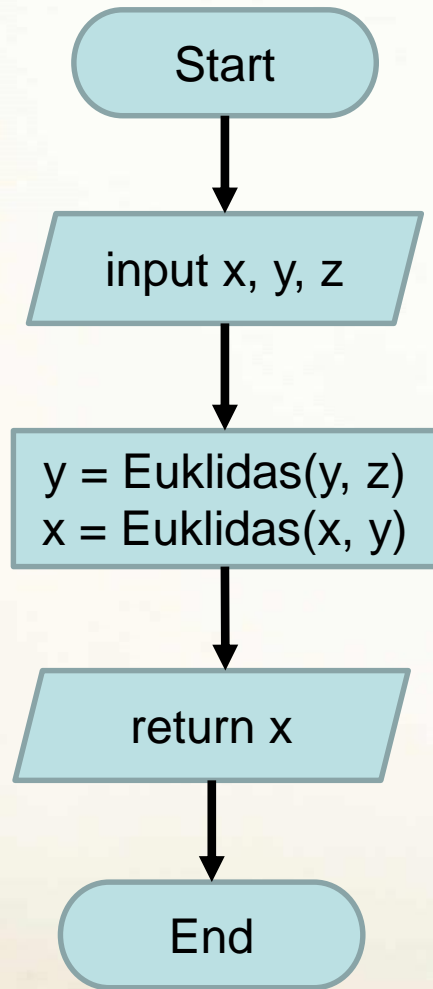 Start
input x, y, z
y = Euklidas(y, z)
x = Euklidas(x, y)
return x
End